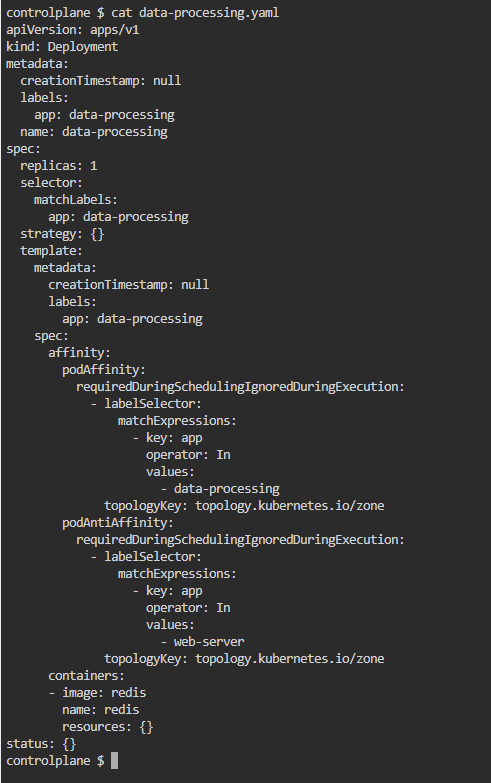 controlplane $ cat data-processing.yaml
apiVersion: apps/v1
kind: Deployment
metadata:
  creationTimestamp: null
  labels:
    app: data-processing
  name: data-processing
spec:
  replicas: 1
  selector:
    matchLabels:
      app: data-processing
  strategy: {}
  template:
    metadata:
      creationTimestamp: null
      labels:
        app: data-processing
    spec:
      affinity:
        podAffinity:
          requiredDuringSchedulingIgnoredDuringExecution:
            - labelSelector:
                matchExpressions:
                  - key: app
                    operator: In
                    values:
                      - data-processing
              topologyKey: topology.kubernetes.io/zone
        podAntiAffinity:
          requiredDuringSchedulingIgnoredDuringExecution:
            - labelSelector:
                matchExpressions:
                  - key: app
                    operator: In
                    values:
                      - web-server
              topologyKey: topology.kubernetes.io/zone
      containers:
      - image: redis
        name: redis
        resources: {}
status: {}
controlplane $